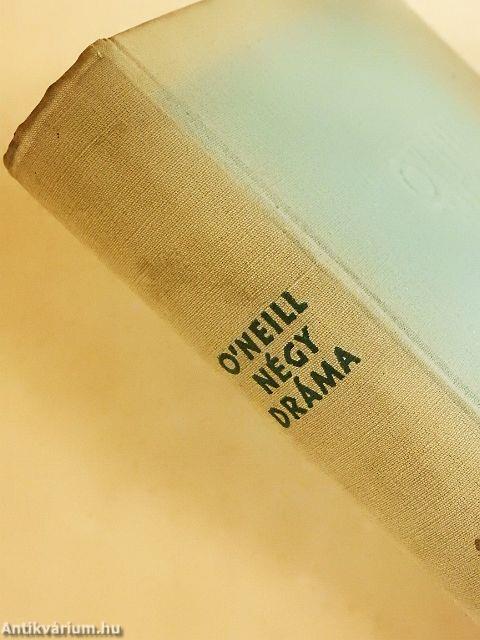 O'NEILL
NÉGY
DRÁMA
Antikvárium.hu